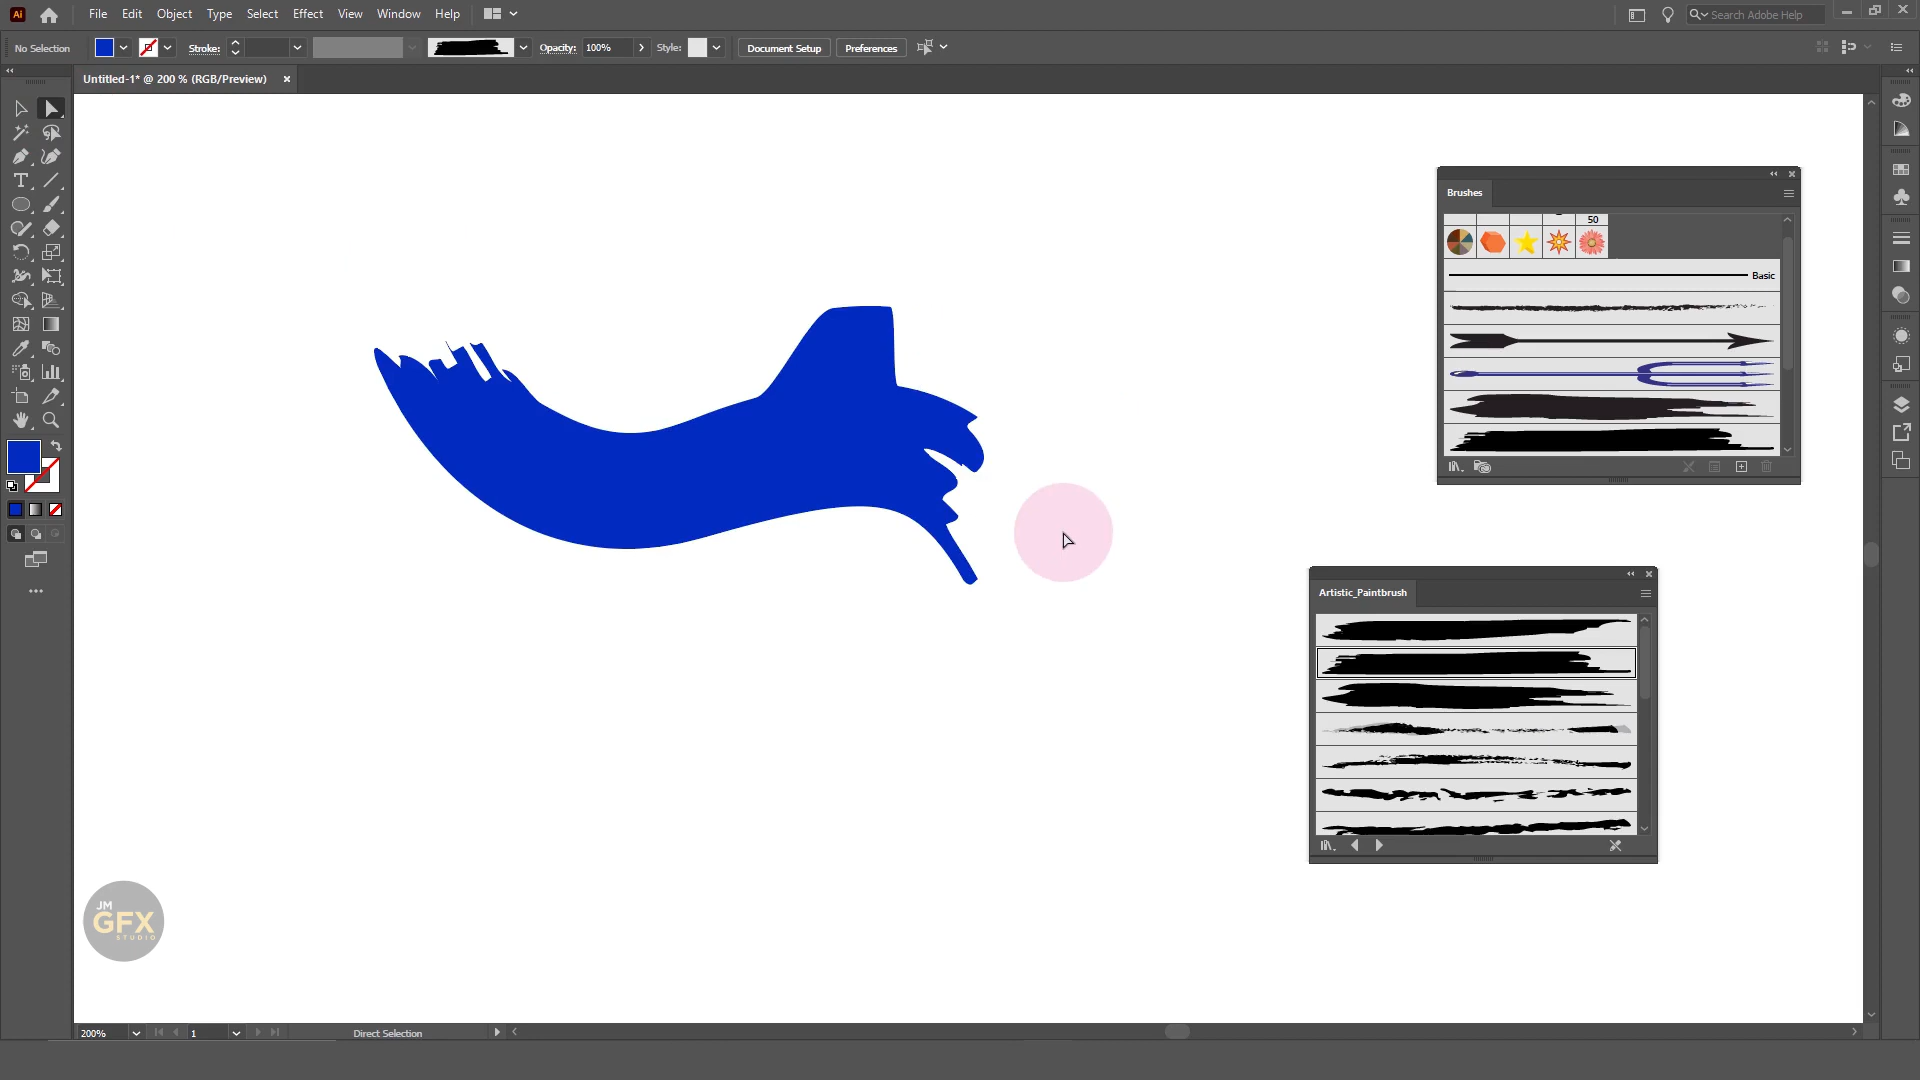 Ai
File Edit Object Type Select Effect View Window Help
Search Adobe Help
No Selection
Stroke:
Opacity: 100%
Style:
Document Setup
Preferences
Untitled-1* @ 200 % (RGB/Preview)
Brushes
50
Basic
Artistic_Paintbrush
JM
GFX
STUDIO
200%
1
Direct Selection